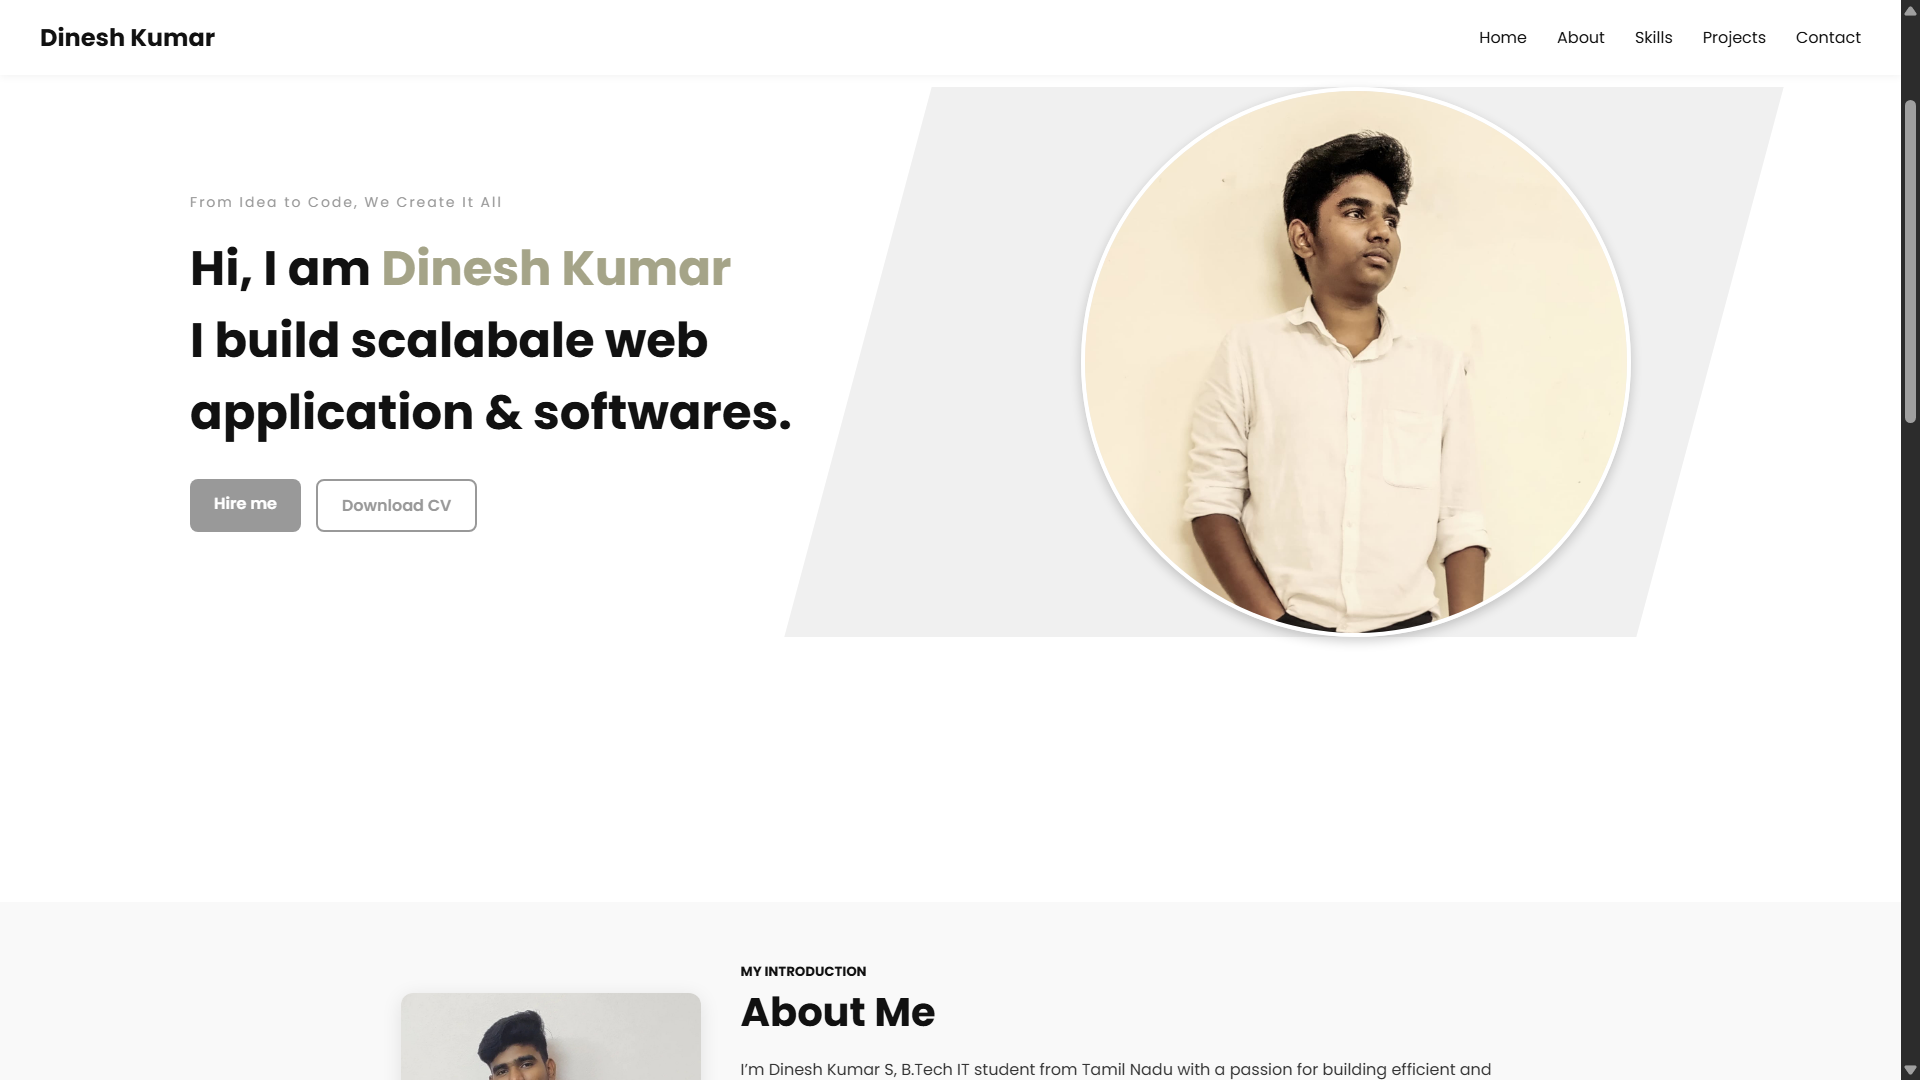 Dinesh Kumar
Home About Skills Projects Contact
From Idea to Code, We Create It All
Hi, I am Dinesh Kumar
I build scalabale web
application & softwares.
Hire me Download CV
MY INTRODUCTION
About Me
I’m Dinesh Kumar S, B.Tech IT student from Tamil Nadu with a passion for building efficient and